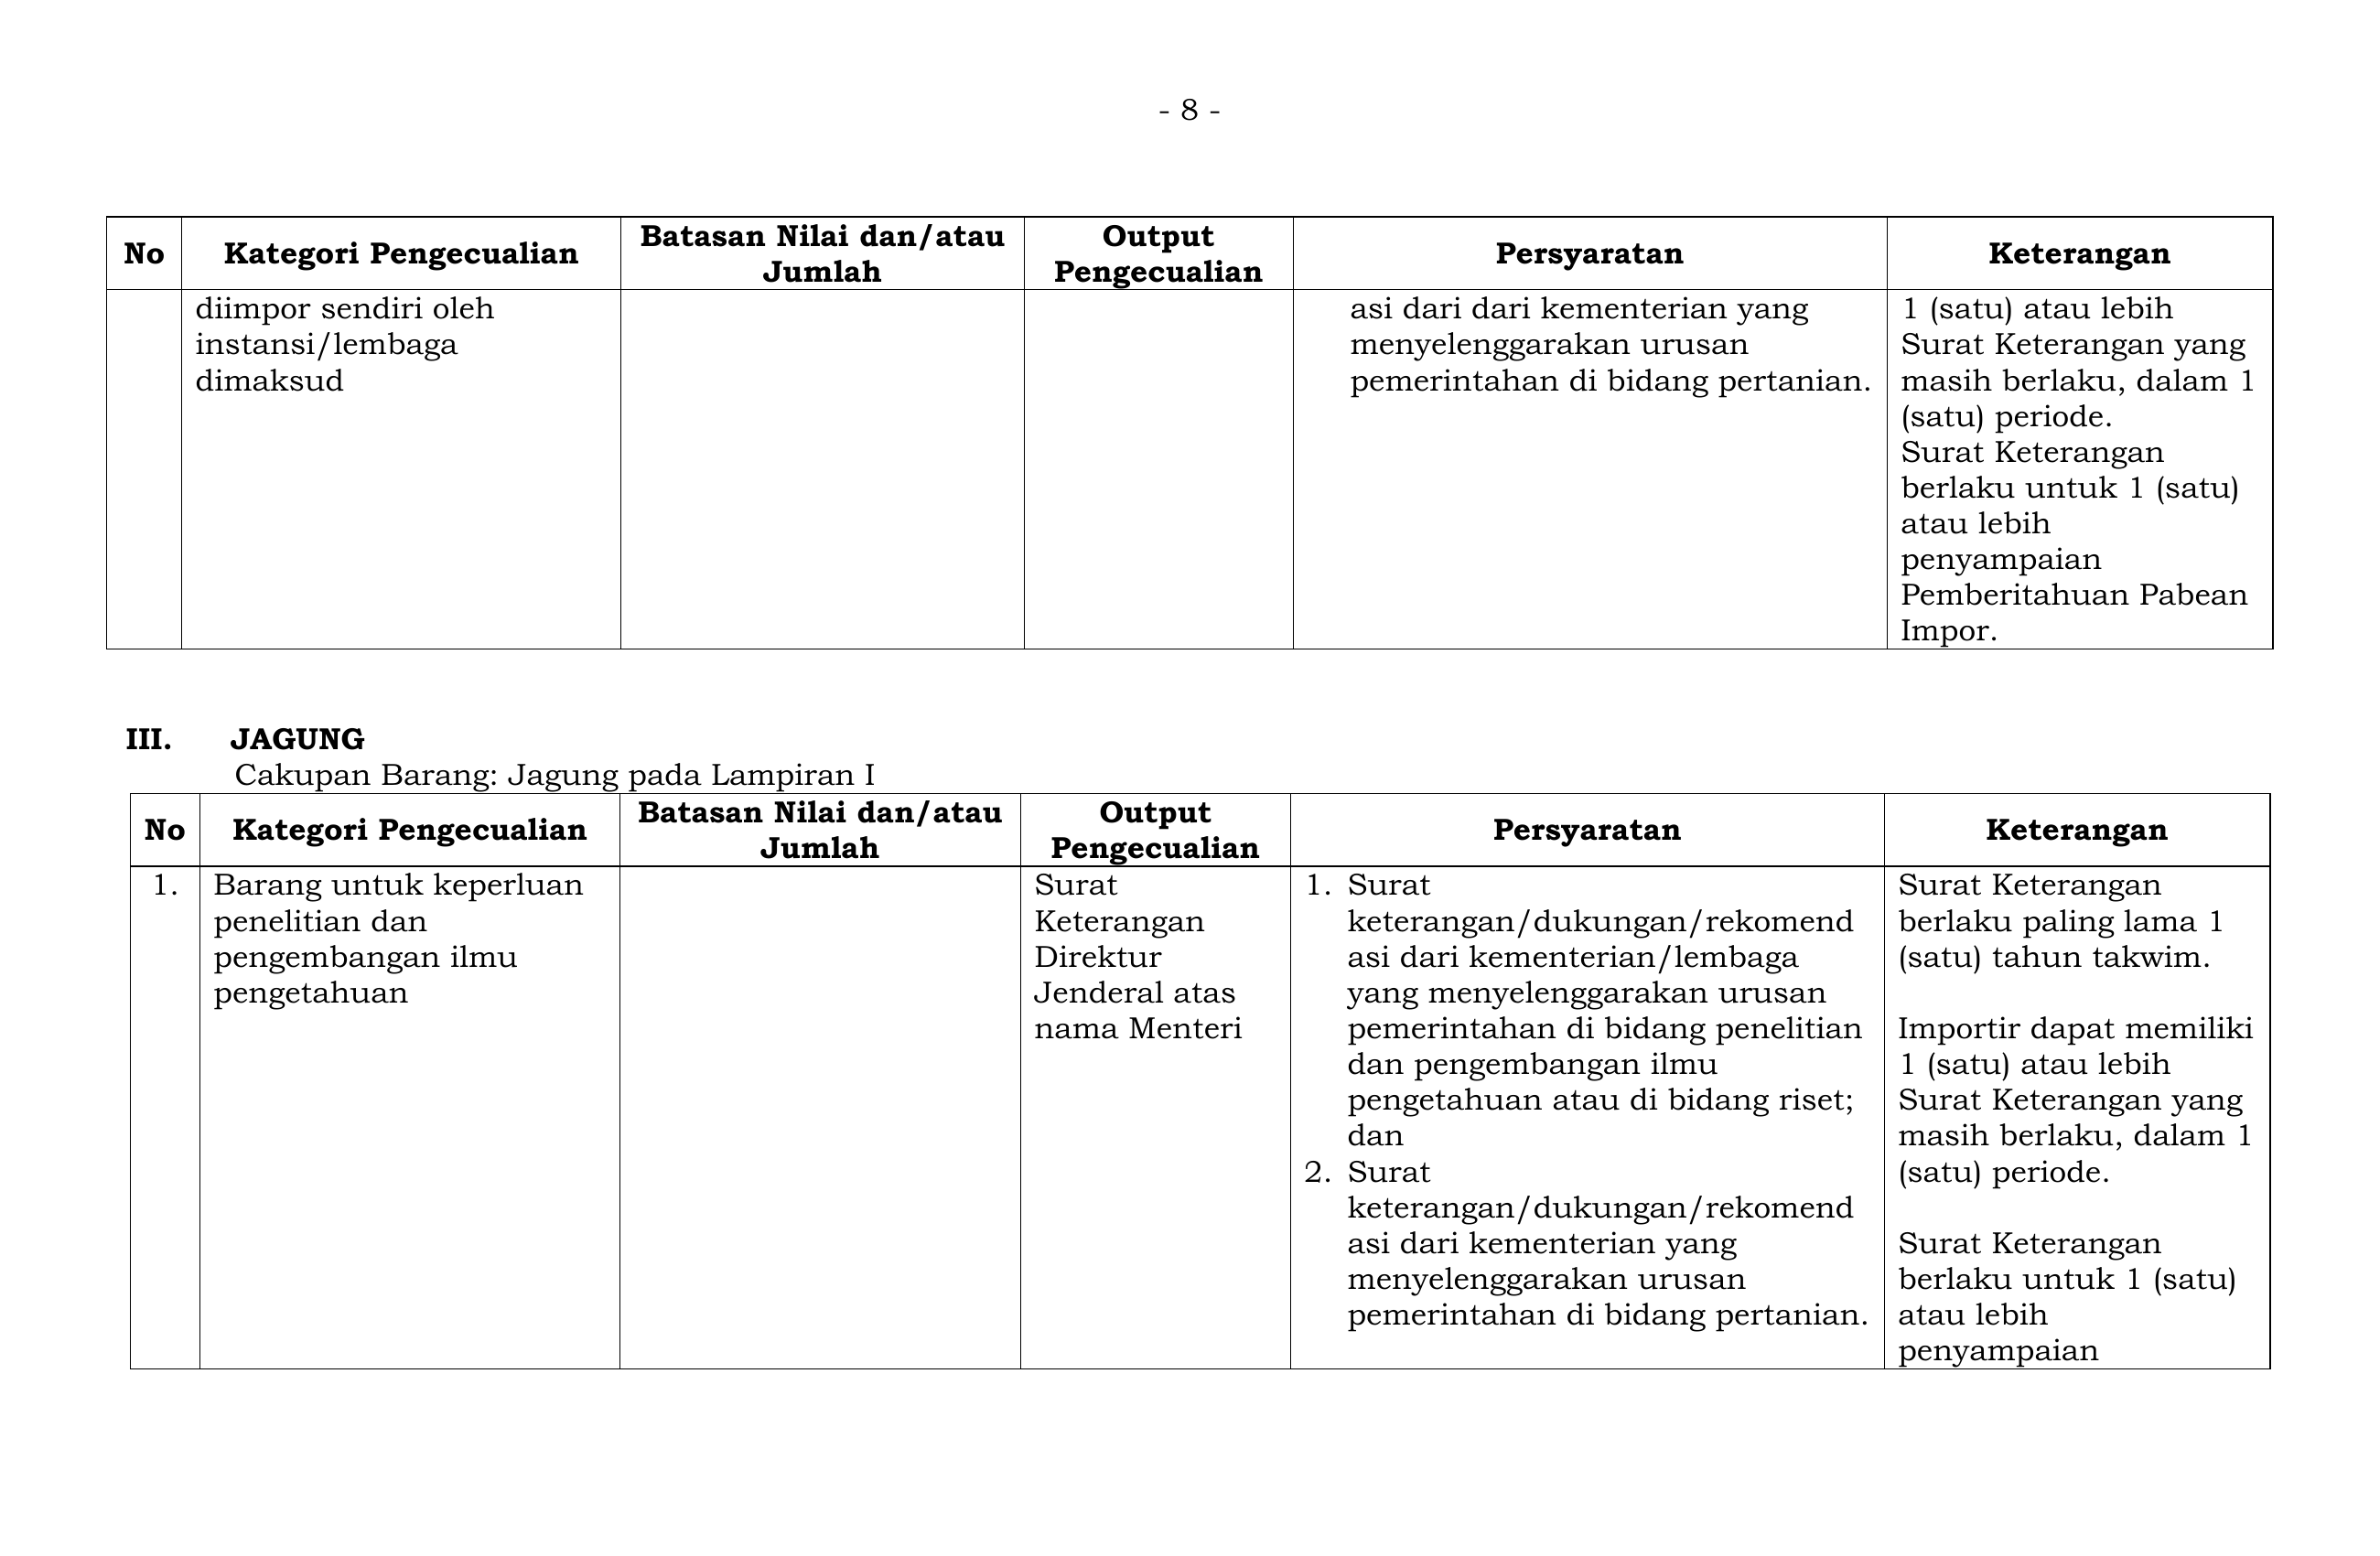 - 8 -
No
Kategori Pengecualian
Batasan Nilai dan/atau
Jumlah
Output
Pengecualian
Persyaratan
Keterangan
diimpor sendiri oleh
instansi/lembaga
dimaksud
asi dari dari kementerian yang
menyelenggarakan urusan
pemerintahan di bidang pertanian.
1 (satu) atau lebih
Surat Keterangan yang
masih berlaku, dalam 1
(satu) periode.
Surat Keterangan
berlaku untuk 1 (satu)
atau lebih
penyampaian
Pemberitahuan Pabean
Impor.
III. JAGUNG
Cakupan Barang: Jagung pada Lampiran I
No
Kategori Pengecualian
Batasan Nilai dan/atau
Jumlah
Output
Pengecualian
Persyaratan
Keterangan
1.
Barang untuk keperluan
penelitian dan
pengembangan ilmu
pengetahuan
Surat
Keterangan
Direktur
Jenderal atas
nama Menteri
1. Surat
keterangan/dukungan/rekomend
asi dari kementerian/lembaga
yang menyelenggarakan urusan
pemerintahan di bidang penelitian
dan pengembangan ilmu
pengetahuan atau di bidang riset;
dan
2. Surat
keterangan/dukungan/rekomend
asi dari kementerian yang
menyelenggarakan urusan
pemerintahan di bidang pertanian.
Surat Keterangan
berlaku paling lama 1
(satu) tahun takwim.
Importir dapat memiliki
1 (satu) atau lebih
Surat Keterangan yang
masih berlaku, dalam 1
(satu) periode.
Surat Keterangan
berlaku untuk 1 (satu)
atau lebih
penyampaian